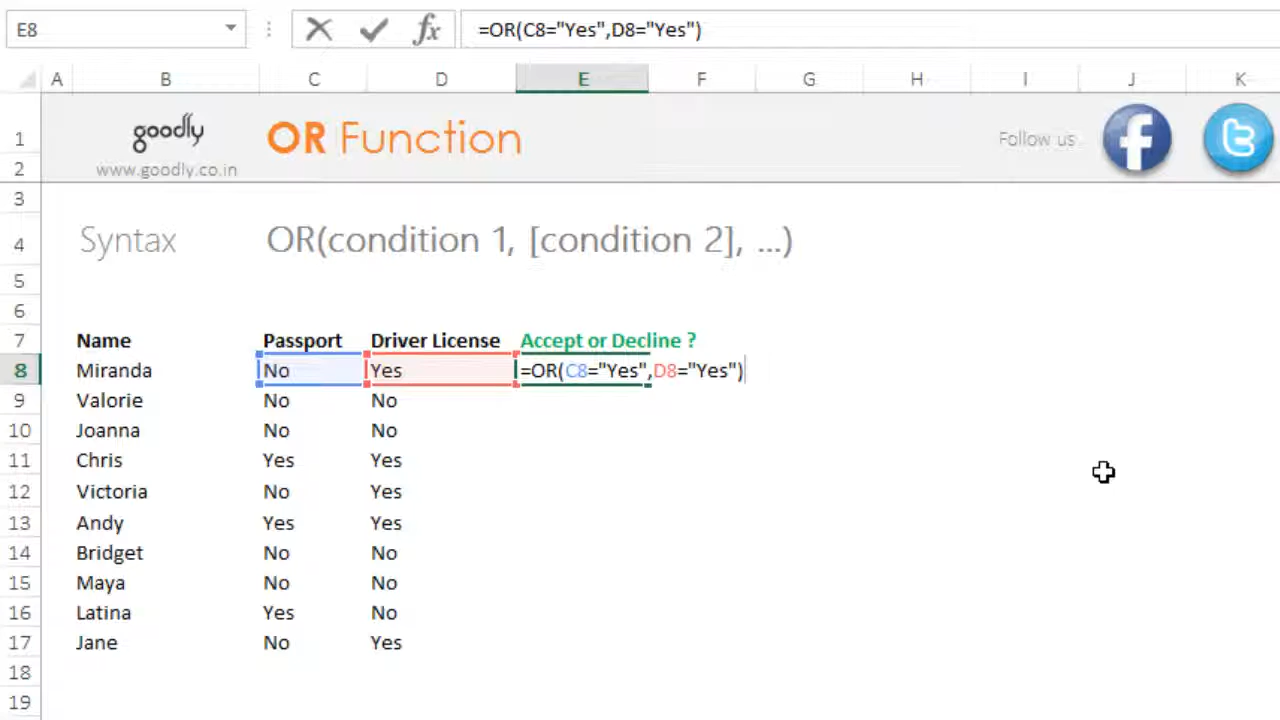 E8 fx =OR(C8="Yes",D8="Yes")
A B C D E F G H I J K
1 goodly OR Function Follow us f t
2 www.goodly.co.in
3
4 Syntax OR(condition 1, [condition 2], ...)
5
6
7 Name Passport Driver License Accept or Decline ?
8 Miranda No Yes =OR(C8="Yes",D8="Yes")
9 Valorie No No
10 Joanna No No
11 Chris Yes Yes
12 Victoria No Yes
13 Andy Yes Yes
14 Bridget No No
15 Maya No No
16 Latina Yes No
17 Jane No Yes
18
19